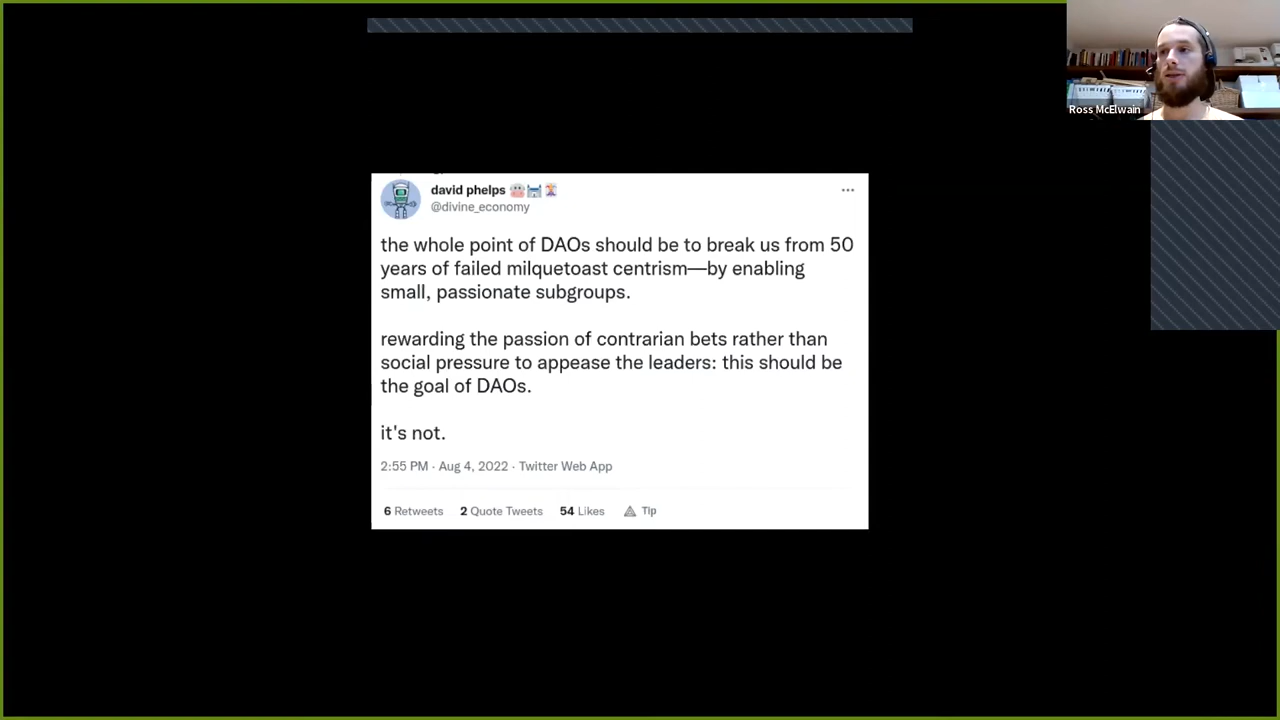 Ross McElwain
david phelps
@divine_economy
the whole point of DAOs should be to break us from 50
years of failed milquetoast centrism—by enabling
small, passionate subgroups.
rewarding the passion of contrarian bets rather than
social pressure to appease the leaders: this should be
the goal of DAOs.
it's not.
2:55 PM · Aug 4, 2022 · Twitter Web App
6 Retweets 2 Quote Tweets 54 Likes Tip